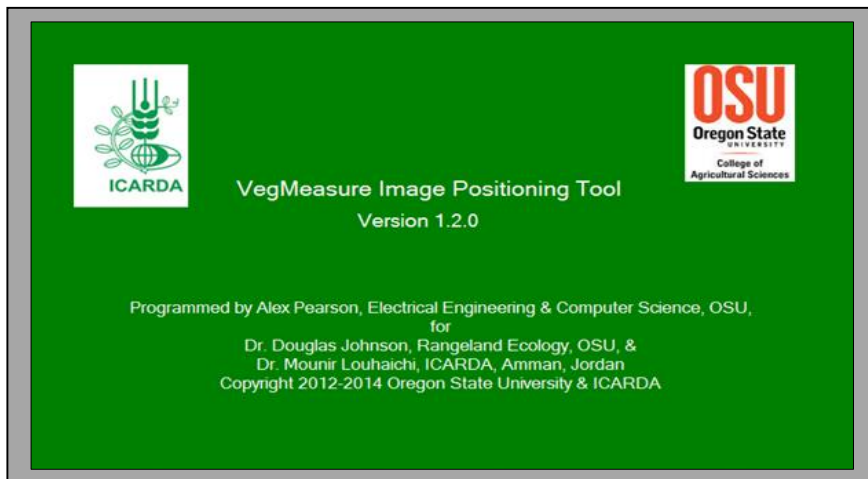 ICARDA
OSU
Oregon State
UNIVERSITY
College of
Agricultural Sciences
VegMeasure Image Positioning Tool
Version 1.2.0
Programmed by Alex Pearson, Electrical Engineering & Computer Science, OSU,
for
Dr. Douglas Johnson, Rangeland Ecology, OSU, &
Dr. Mounir Louhaichi, ICARDA, Amman, Jordan
Copyright 2012-2014 Oregon State University & ICARDA